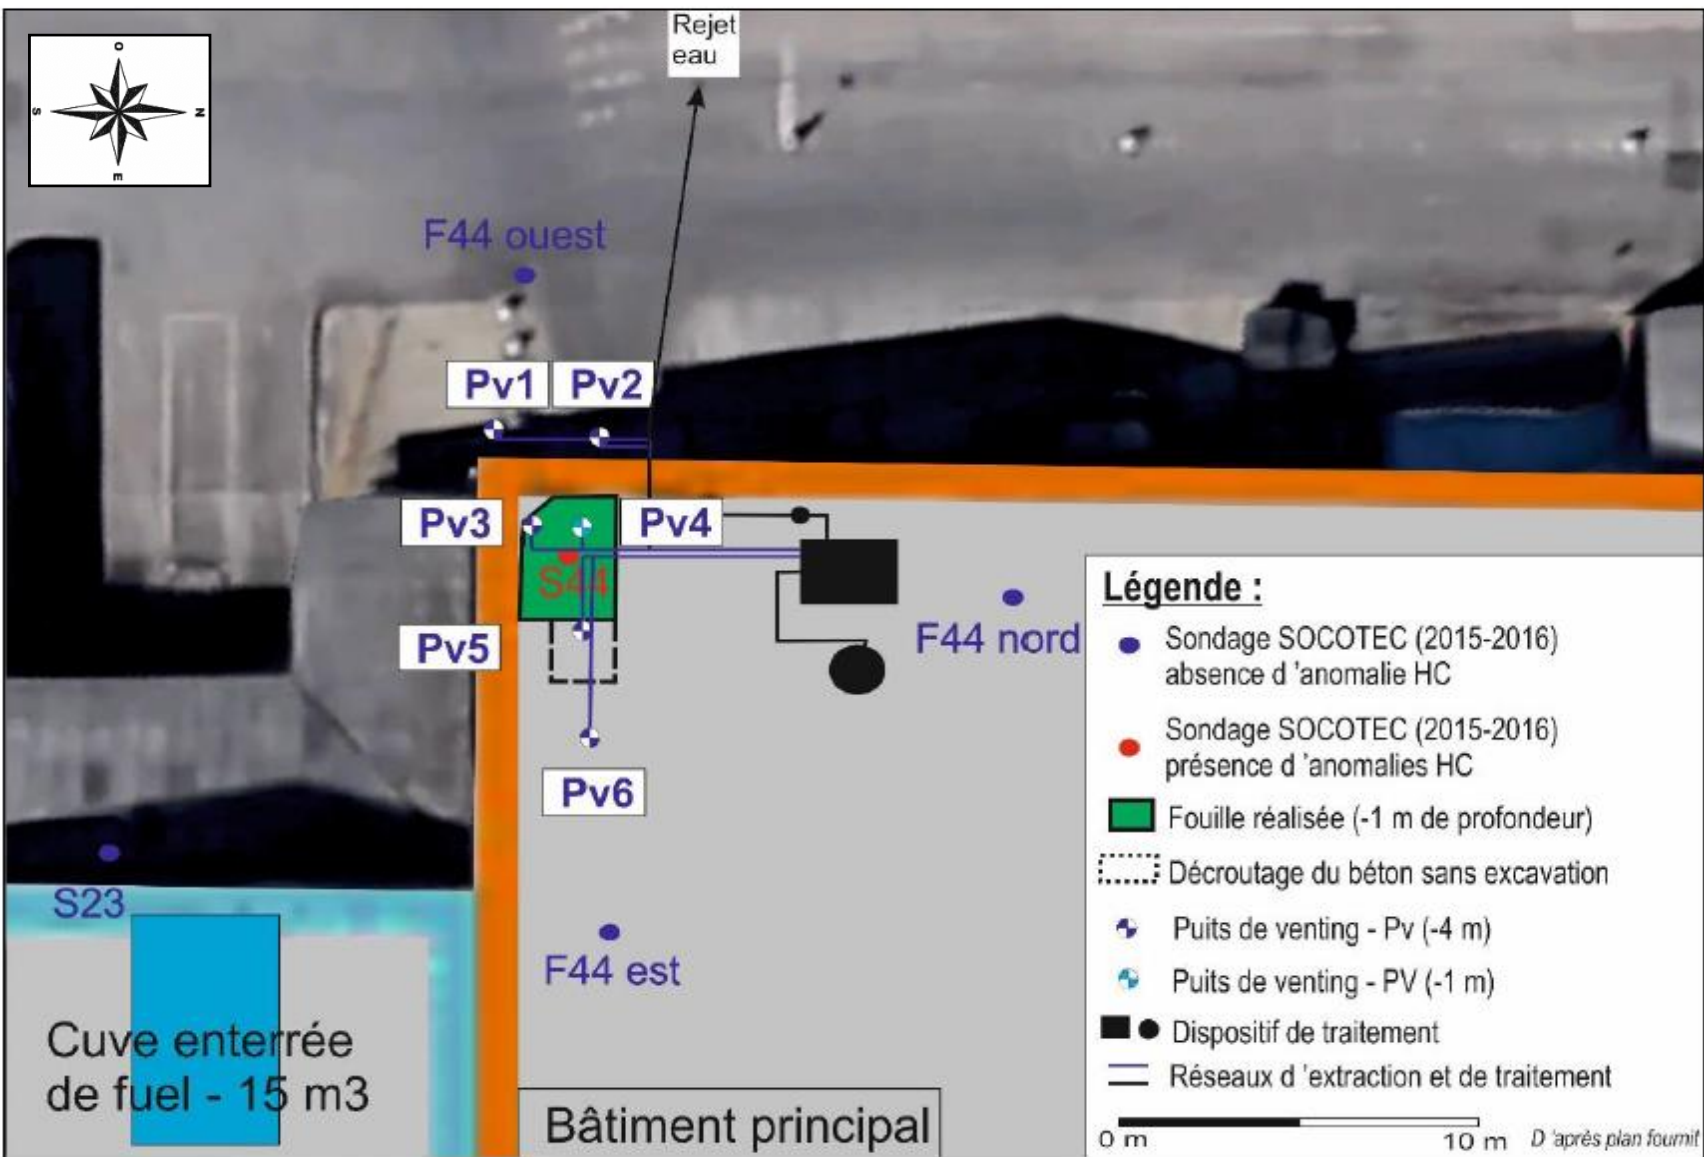 Rejet
eau
O
S
N
E
F44 ouest
Pv1
Pv2
Pv3
Pv4
S44
Pv5
F44 nord
Pv6
S23
F44 est
Cuve enterrée
de fuel - 15 m3
Bâtiment principal
Légende :
Sondage SOCOTEC (2015-2016)
absence d 'anomalie HC
Sondage SOCOTEC (2015-2016)
présence d 'anomalies HC
Fouille réalisée (-1 m de profondeur)
Décroutage du béton sans excavation
Puits de venting - Pv (-4 m)
Puits de venting - PV (-1 m)
Dispositif de traitement
Réseaux d 'extraction et de traitement
0 m
10 m
D 'après plan fournit